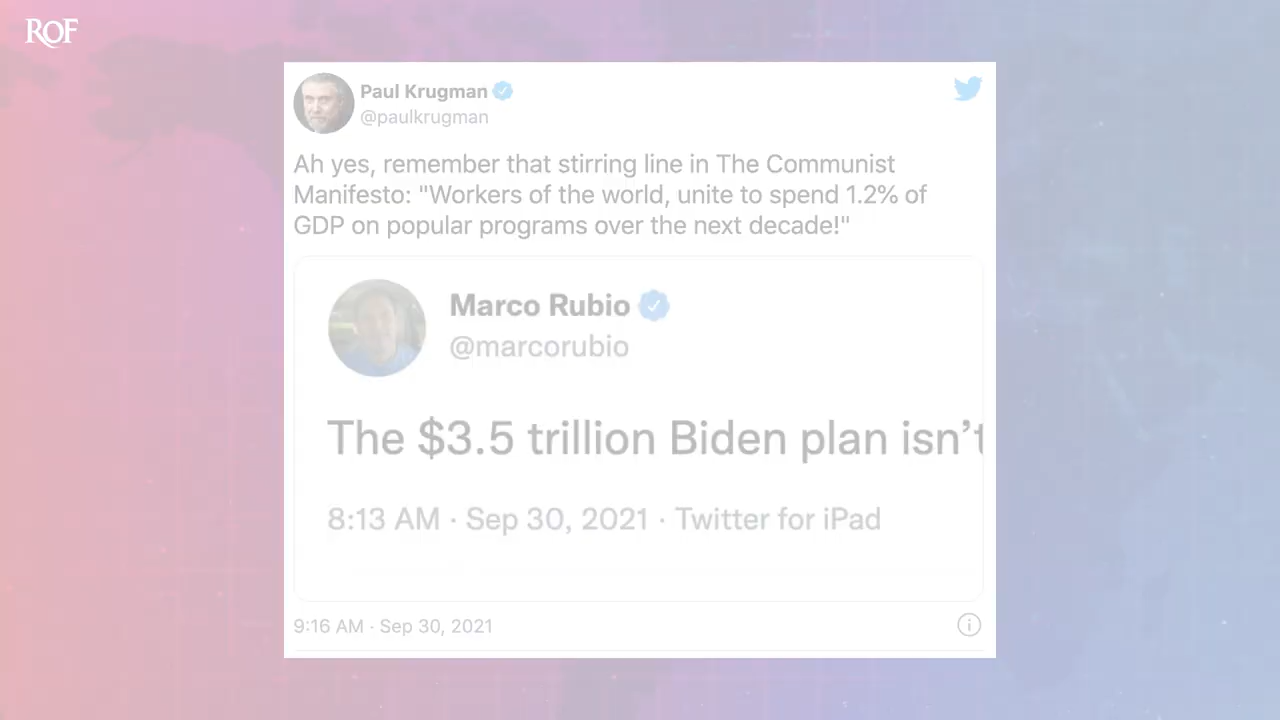 ROF
Paul Krugman
@paulkrugman
Ah yes, remember that stirring line in The Communist
Manifesto: "Workers of the world, unite to spend 1.2% of
GDP on popular programs over the next decade!"
Marco Rubio
@marcorubio
The $3.5 trillion Biden plan isn’t
8:13 AM · Sep 30, 2021 · Twitter for iPad
9:16 AM · Sep 30, 2021